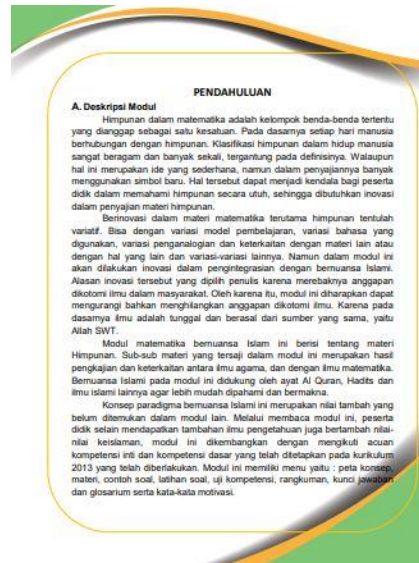 PENDAHULUAN
A. Deskripsi Modul
Himpunan dalam matematika adalah kelompok benda-benda tertentu
yang dianggap sebagai satu kesatuan. Pada dasarnya setiap hari manusia
berhubungan dengan himpunan. Klasifikasi himpunan dalam hidup manusia
sangat beragam dan banyak sekali, tergantung pada definisinya. Walaupun
hal ini merupakan ide yang sederhana, namun dalam penyajiannya banyak
menggunakan simbol baru. Hal tersebut dapat menjadi kendala bagi peserta
didik dalam memahami himpunan secara utuh, sehingga dibutuhkan inovasi
dalam penyajian materi himpunan.
Berinovasi dalam materi matematika terutama himpunan tentulah
variatif. Bisa dengan variasi model pembelajaran, variasi bahasa yang
digunakan, variasi penganalogian dan keterkaitan dengan materi lain atau
dengan hal yang lain dan variasi-variasi lainnya. Namun dalam modul ini
akan dilakukan inovasi dalam pengintegrasian dengan bernuansa Islami.
Alasan inovasi tersebut yang dipilih penulis karena merebaknya anggapan
dikotomi ilmu dalam masyarakat. Oleh karena itu, modul ini diharapkan dapat
mengurangi bahkan menghilangkan anggapan dikotomi ilmu. Karena pada
dasarnya ilmu adalah tunggal dan berasal dari sumber yang sama, yaitu
Allah SWT.
Modul matematika bernuansa Islam ini berisi tentang materi
Himpunan. Sub-sub materi yang tersaji dalam modul ini merupakan hasil
pengkajian dan keterkaitan antara ilmu agama, dan dengan ilmu matematika.
Bernuansa Islami pada modul ini didukung oleh ayat Al Quran, Hadits dan
ilmu islami lainnya agar lebih mudah dipahami dan bermakna.
Konsep paradigma bernuansa Islami ini merupakan nilai tambah yang
belum ditemukan dalam modul lain. Melalui membaca modul ini, peserta
didik selain mendapatkan tambahan ilmu pengetahuan juga bertambah nilai-
nilai keislaman, modul ini dikembangkan dengan mengikuti acuan
kompetensi inti dan kompetensi dasar yang telah ditetapkan pada kurikulum
2013 yang telah diberlakukan. Modul ini memiliki menu yaitu : peta konsep,
materi, contoh soal, latihan soal, uji kompetensi, rangkuman, kunci jawaban
dan glosarium serta kata-kata motivasi.